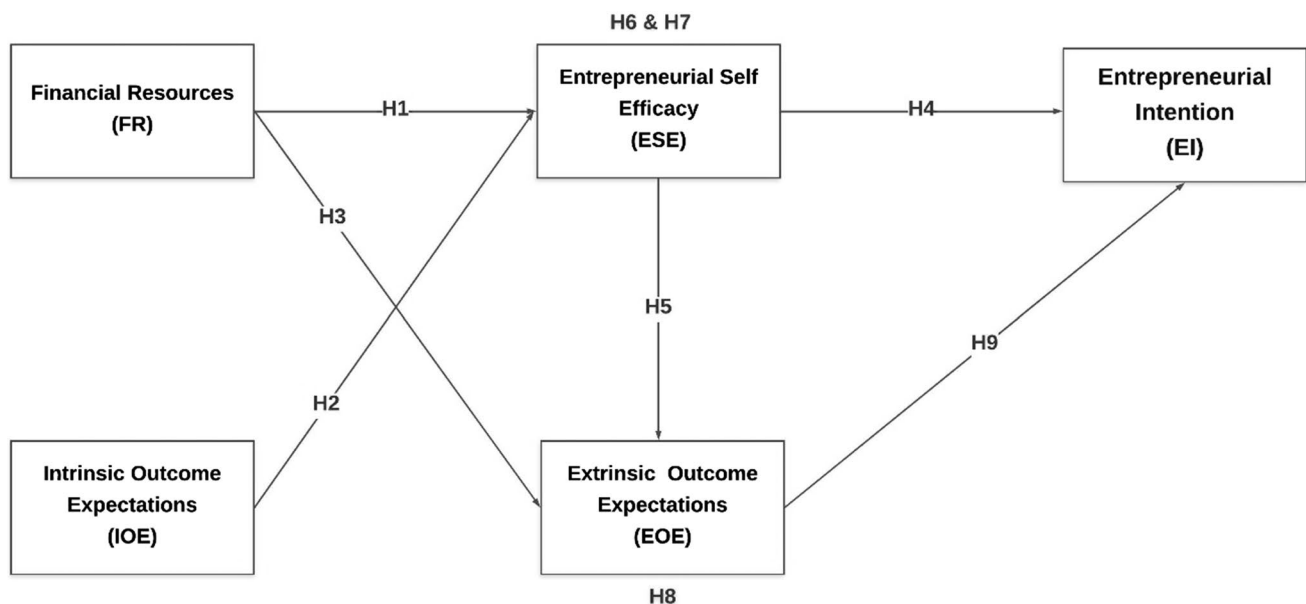 H6 & H7
Financial Resources
(FR)
H1
Entrepreneurial Self
Efficacy
(ESE)
H4
Entrepreneurial
Intention
(EI)
H3
H5
H9
H2
Intrinsic Outcome
Expectations
(IOE)
Extrinsic Outcome
Expectations
(EOE)
H8